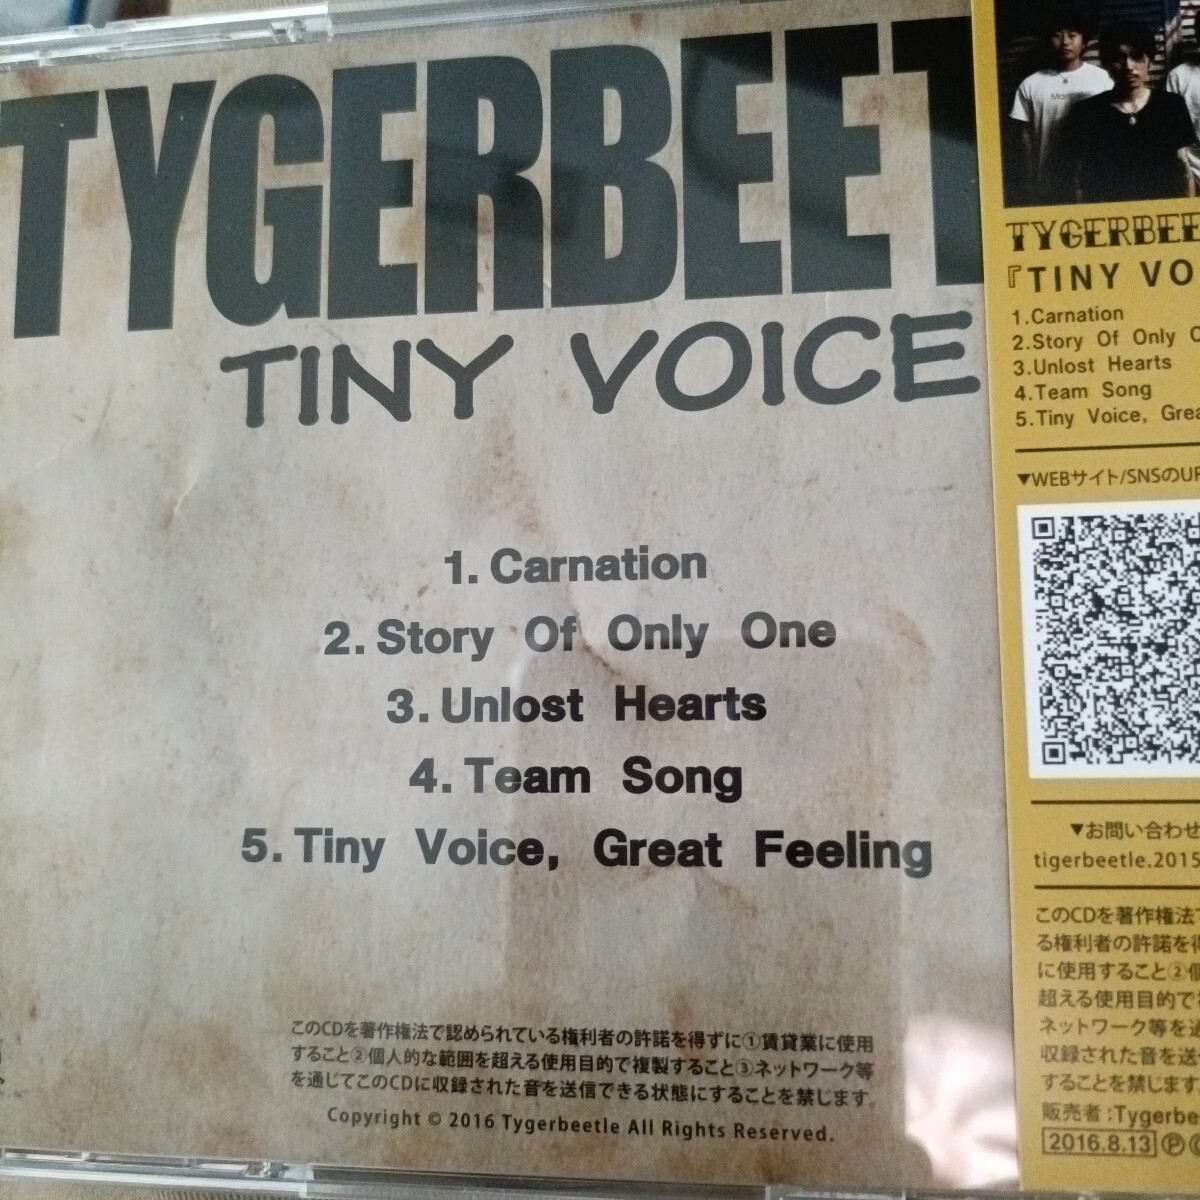 TYGERBEET
TINY VOICE
1. Carnation
2. Story Of Only One
3. Unlost Hearts
4. Team Song
5. Tiny Voice, Great Feeling
このCDを著作権法で認められている権利者の許諾を得ずに①賃貸業に使用
すること②個人的な範囲を超える使用目的で複製すること③ネットワーク等
を通じてこのCDに収録された音を送信できる状態にすることを禁じます。
Copyright © 2016 Tygerbeetle All Rights Reserved.
TYGERBEE
『TINY VO
1.Carnation
2.Story Of Only
3.Unlost Hearts
4.Team Song
5.Tiny Voice, Grea
▼WEBサイト/SNSのUR
▼お問い合わせ
tigerbeetle.2015
このCDを著作権法で
る権利者の許諾を得
に使用すること②個
超える使用目的で複
ネットワーク等を通
収録された音を送信
することを禁じます
販売者:Tygerbe
2016.8.13 Ⓟ